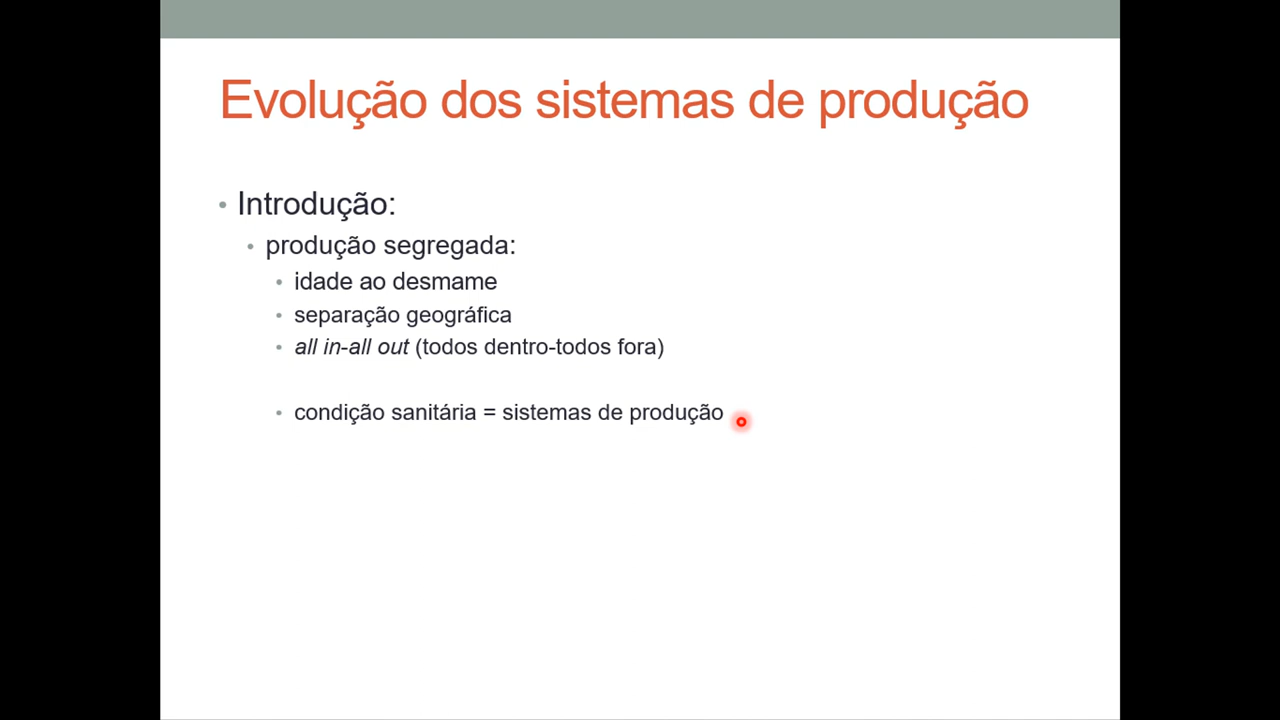 Evolução dos sistemas de produção
Introdução:
produção segregada:
idade ao desmame
separação geográfica
all in-all out (todos dentro-todos fora)
condição sanitária = sistemas de produção